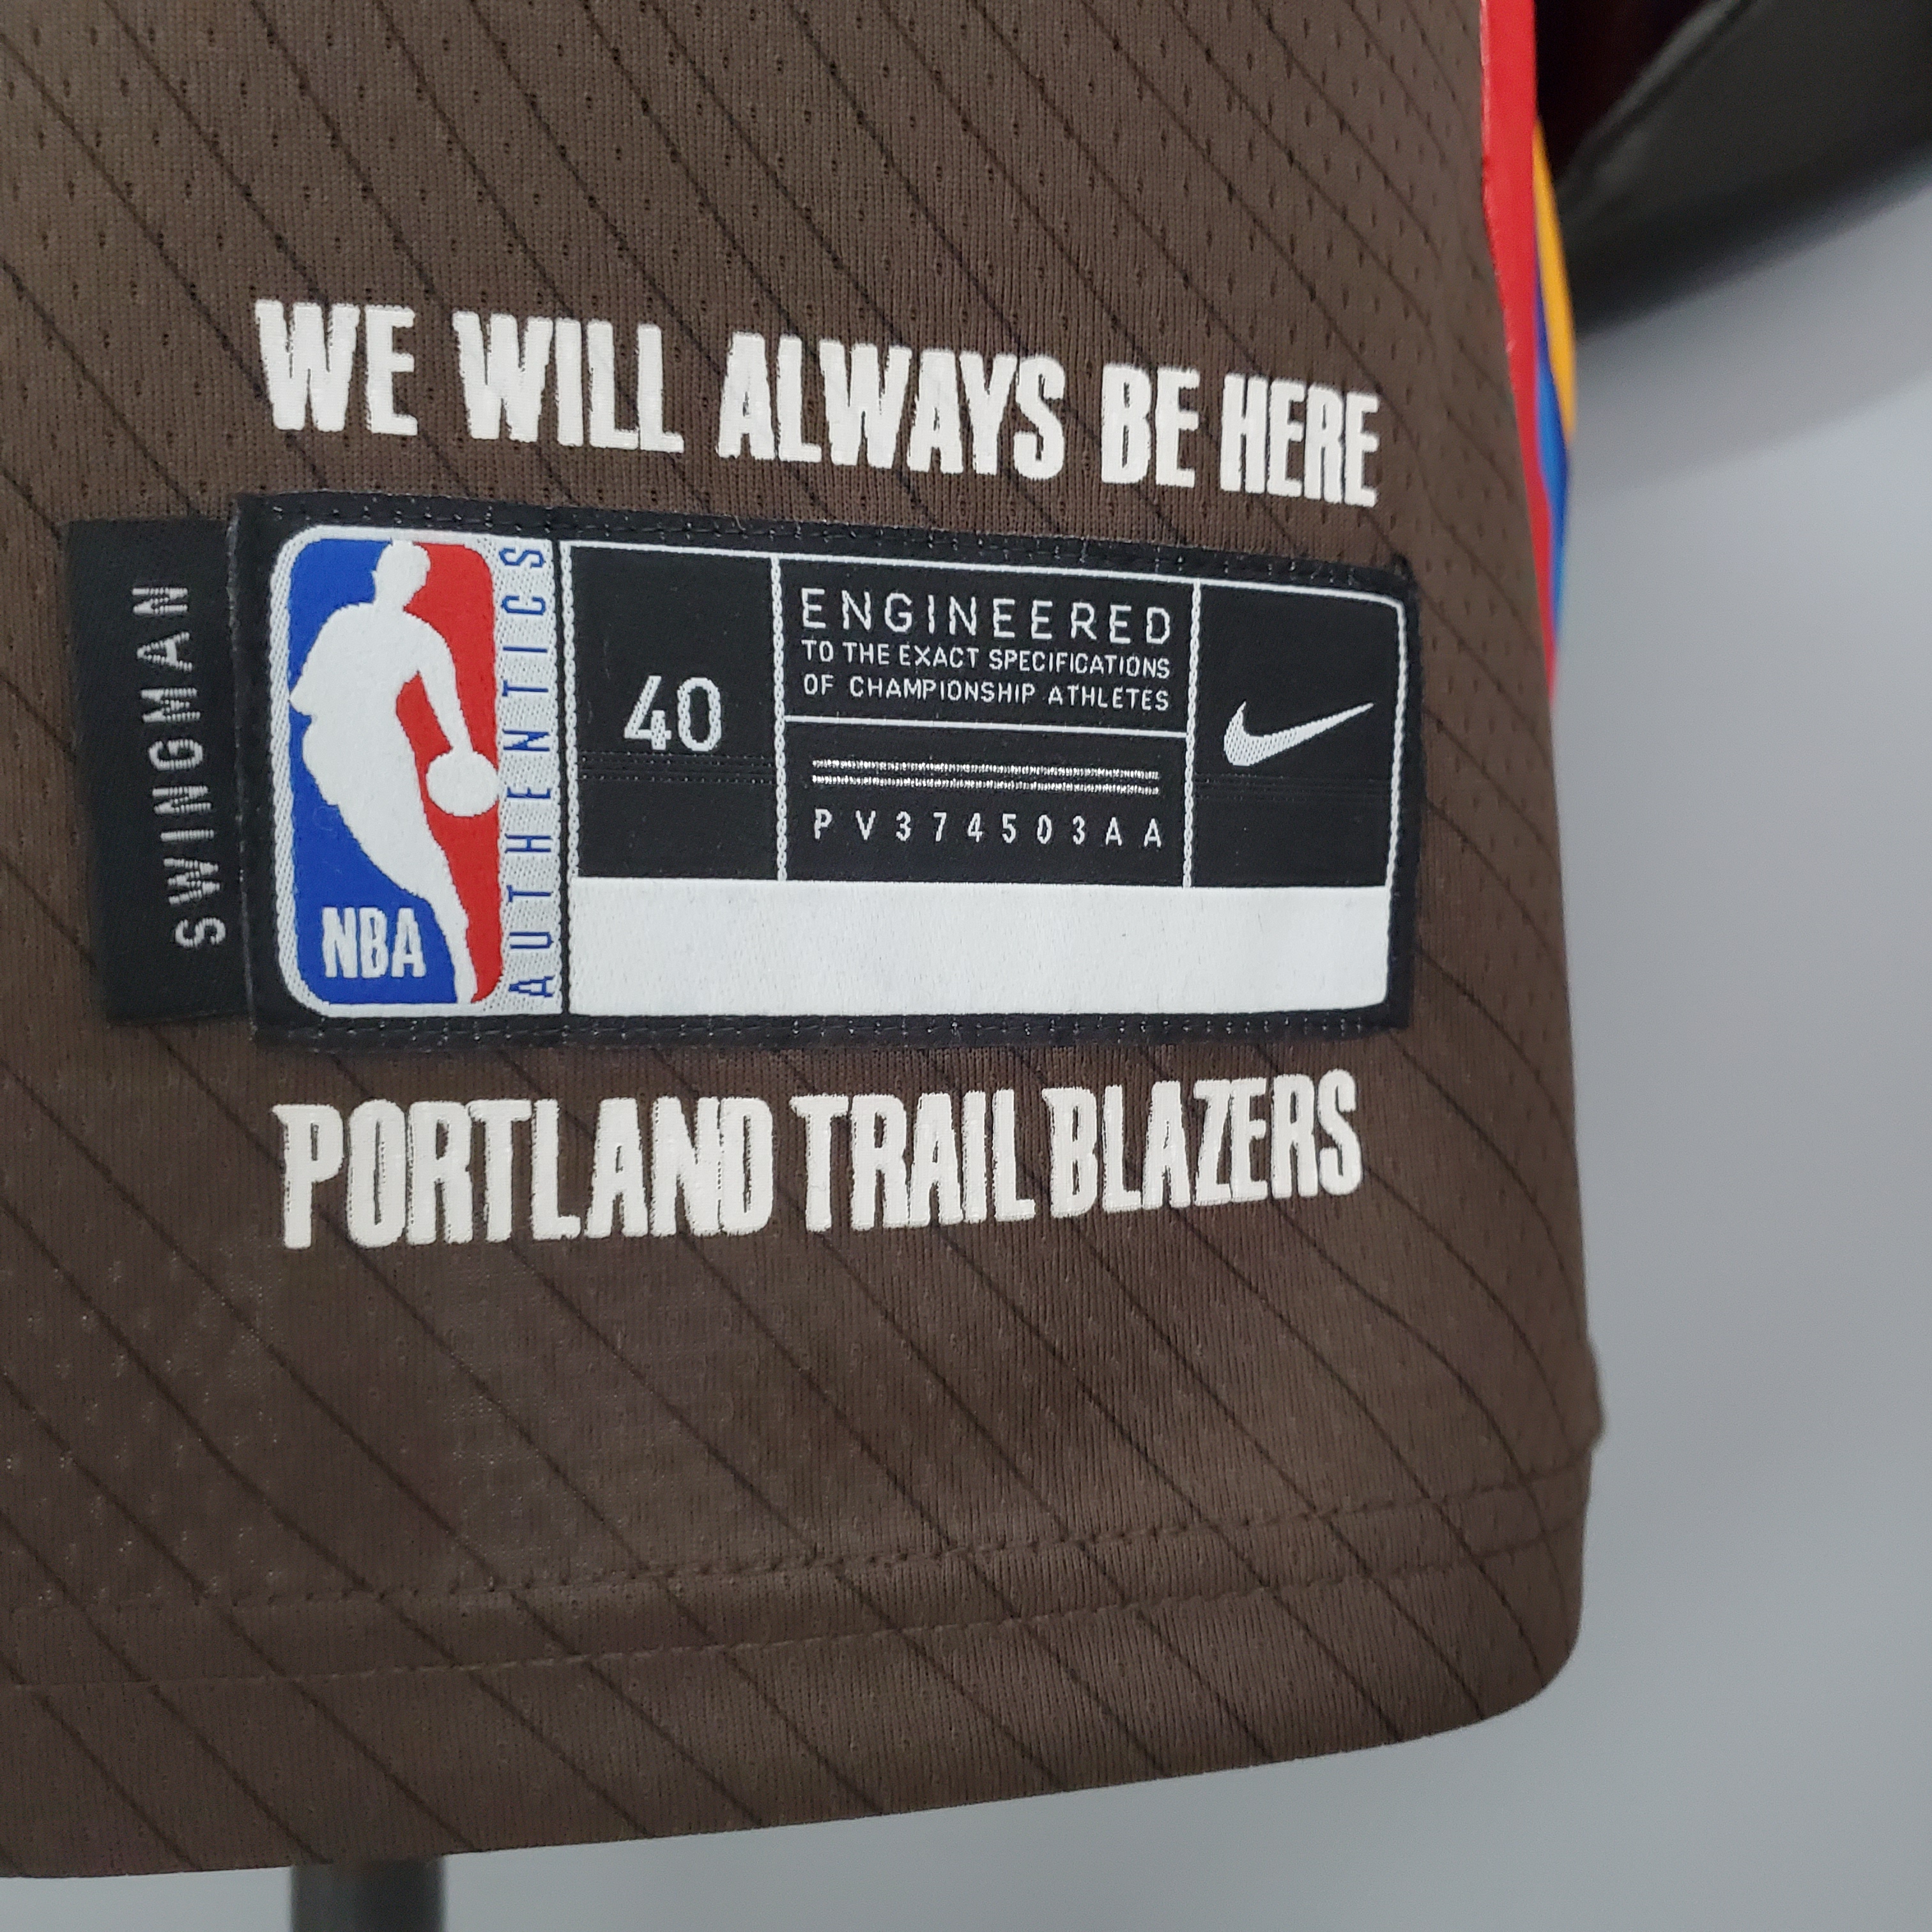 WE WILL ALWAYS BE HERE
SWINGMAN
NBA
AUTHENTICS
40
ENGINEERED
TO THE EXACT SPECIFICATIONS
OF CHAMPIONSHIP ATHLETES
PV374503AA
PORTLAND TRAIL BLAZERS